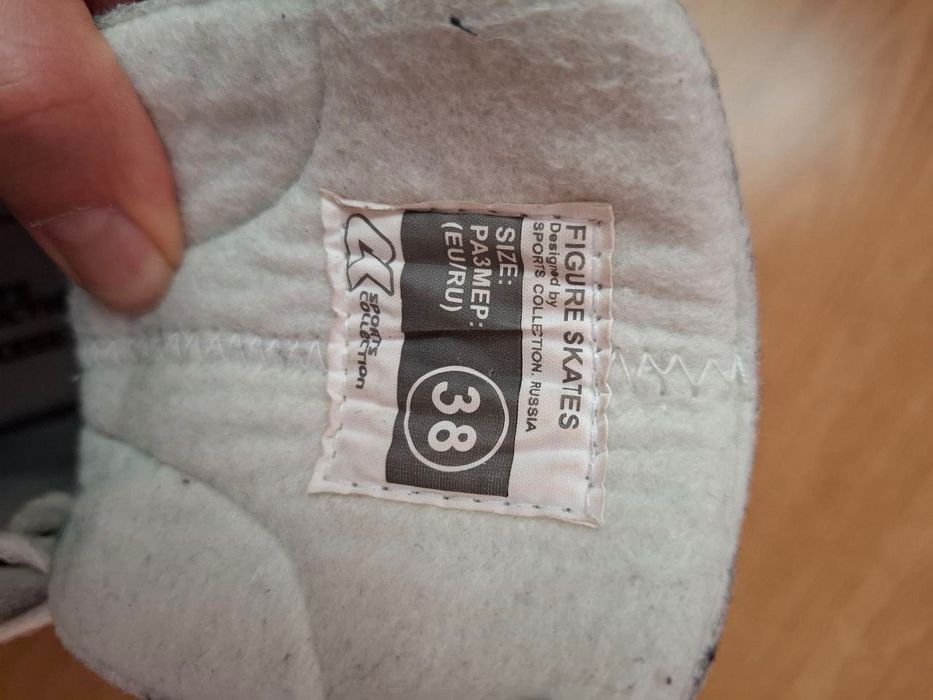 FIGURE SKATES
Designed by
SPORTS COLLECTION. RUSSIA
SIZE:
РАЗМЕР:
(EU/RU)
38
SPORTS
COLLECTION